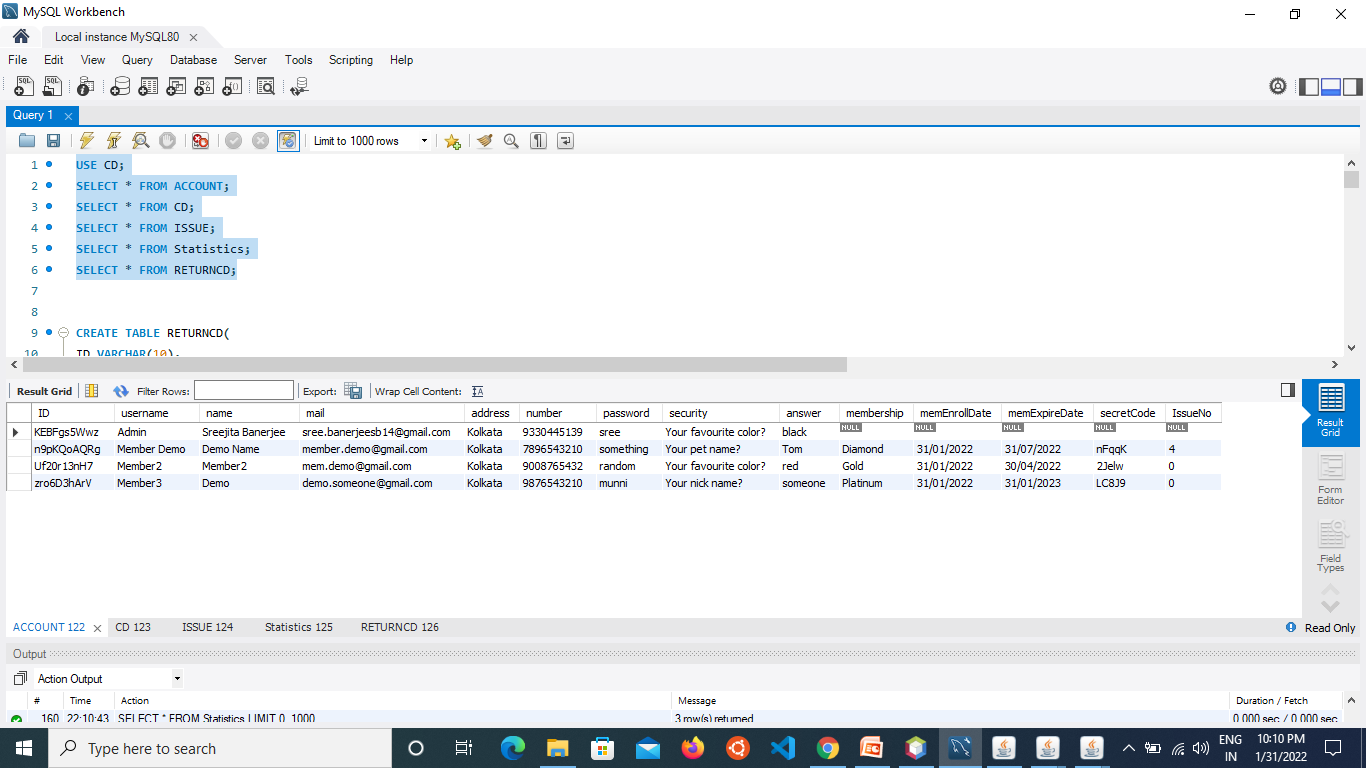 MySQL Workbench
Local instance MySQL80
File Edit View Query Database Server Tools Scripting Help
Query 1
Limit to 1000 rows
1 USE CD;
2 SELECT * FROM ACCOUNT;
3 SELECT * FROM CD;
4 SELECT * FROM ISSUE;
5 SELECT * FROM Statistics;
6 SELECT * FROM RETURNCD;
7
8
9 CREATE TABLE RETURNCD(
10 ID VARCHAR(10),
Result Grid Filter Rows: Export: Wrap Cell Content:
ID username name mail address number password security answer membership memEnrollDate memExpireDate secretCode IssueNo
KEBFgs5Wwz Admin Sreejita Banerjee sree.banerjeesb14@gmail.com Kolkata 9330445139 sree Your favourite color? black NULL NULL NULL NULL NULL
n9pKQoAQRg Member Demo Demo Name member.demo@gmail.com Kolkata 7896543210 something Your pet name? Tom Diamond 31/01/2022 31/07/2022 nFqqK 4
Uf20r13nH7 Member2 Member2 mem.demo@gmail.com Kolkata 9008765432 random Your favourite color? red Gold 31/01/2022 30/04/2022 2Jelw 0
zro6D3hArV Member3 Demo demo.someone@gmail.com Kolkata 9876543210 munni Your nick name? someone Platinum 31/01/2022 31/01/2023 LC8J9 0
Result
Grid
Form
Editor
Field
Types
ACCOUNT 122 CD 123 ISSUE 124 Statistics 125 RETURNCD 126
Read Only
Output
Action Output
# Time Action Message Duration / Fetch
160 22:10:43 SELECT * FROM Statistics LIMIT 0, 1000 3 row(s) returned 0.000 sec / 0.000 sec
Type here to search
ENG
IN
10:10 PM
1/31/2022